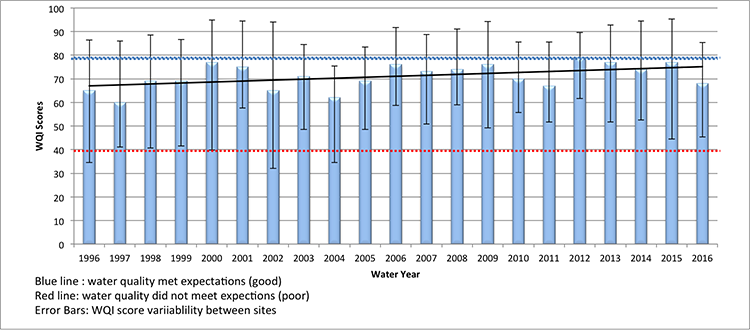 100
90
80
70
60
50
40
30
20
10
0
WQI Scores
1996 1997 1998 1999 2000 2001 2002 2003 2004 2005 2006 2007 2008 2009 2010 2011 2012 2013 2014 2015 2016
Water Year
Blue line : water quality met expectations (good)
Red line: water quality did not meet expections (poor)
Error Bars: WQI score variiablility between sites